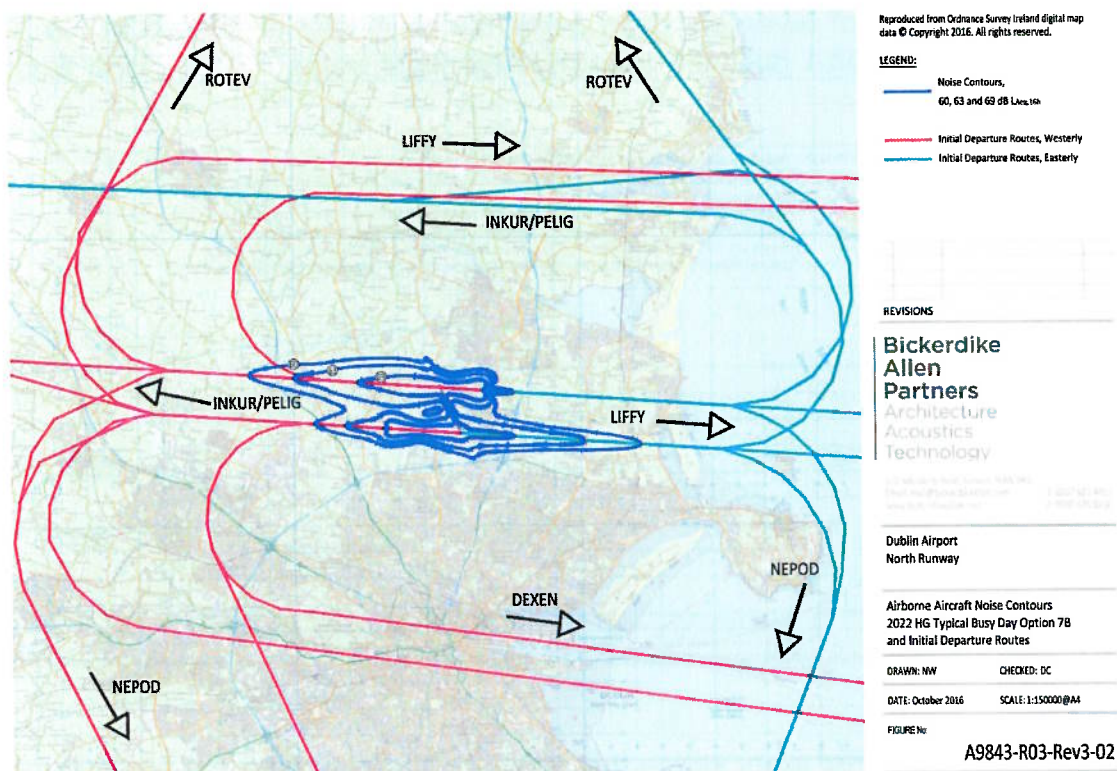 ROTEV
ROTEV
LIFFY
INKUR/PELIG
INKUR/PELIG
LIFFY
NEPOD
DEXEN
NEPOD
Reproduced from Ordnance Survey Ireland digital map
data © Copyright 2016. All rights reserved.
LEGEND:
Noise Contours,
60, 63 and 69 dB LAeq,16h
Initial Departure Routes, Westerly
Initial Departure Routes, Easterly
REVISIONS
Bickerdike
Allen
Partners
Architecture
Acoustics
Technology
Dublin Airport
North Runway
Airborne Aircraft Noise Contours
2022 HG Typical Busy Day Option 7B
and Initial Departure Routes
DRAWN: NW CHECKED: DC
DATE: October 2016 SCALE: 1:150000@A4
FIGURE No:
A9843-R03-Rev3-02